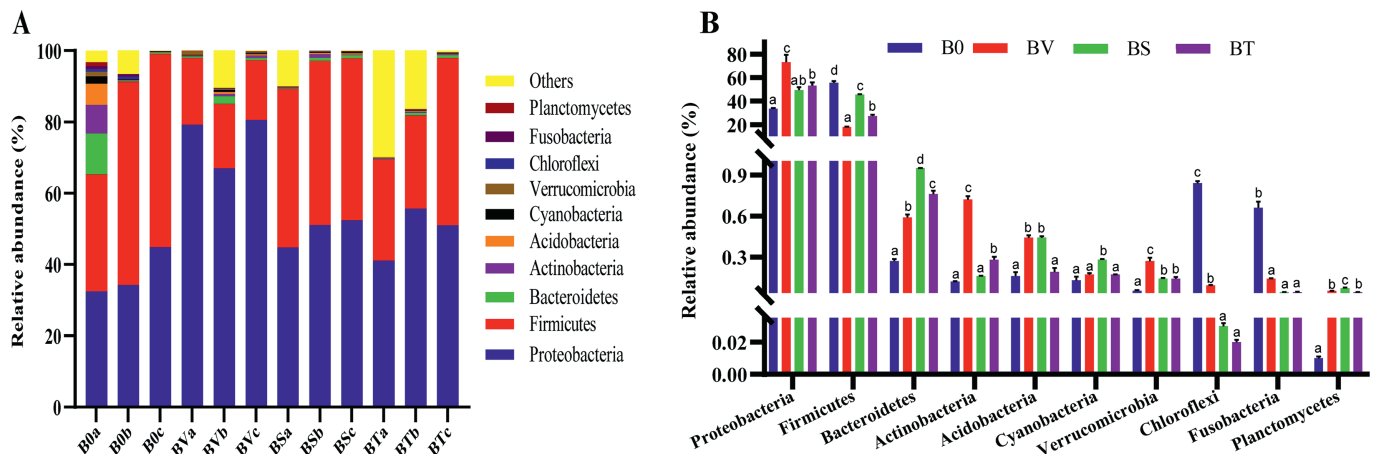 A
Relative abundance (%)
100
80
60
40
20
0
B0a
B0b
B0c
BVa
BVb
BVc
BSa
BSb
BSc
BTa
BTb
BTc
Others
Planctomycetes
Fusobacteria
Chloroflexi
Verrucomicrobia
Cyanobacteria
Acidobacteria
Actinobacteria
Bacteroidetes
Firmicutes
Proteobacteria
B
B0 BV BS BT
Relative abundance (%)
80
60
40
20
0.9
0.6
0.3
0.02
0.00
a c ab b
d a c b
a b d c
a c a b
a b b a
a a b a
a c b b
c b a a
b a a a
a b c b
Proteobacteria
Firmicutes
Bacteroidetes
Actinobacteria
Acidobacteria
Cyanobacteria
Verrucomicrobia
Chloroflexi
Fusobacteria
Planctomycetes